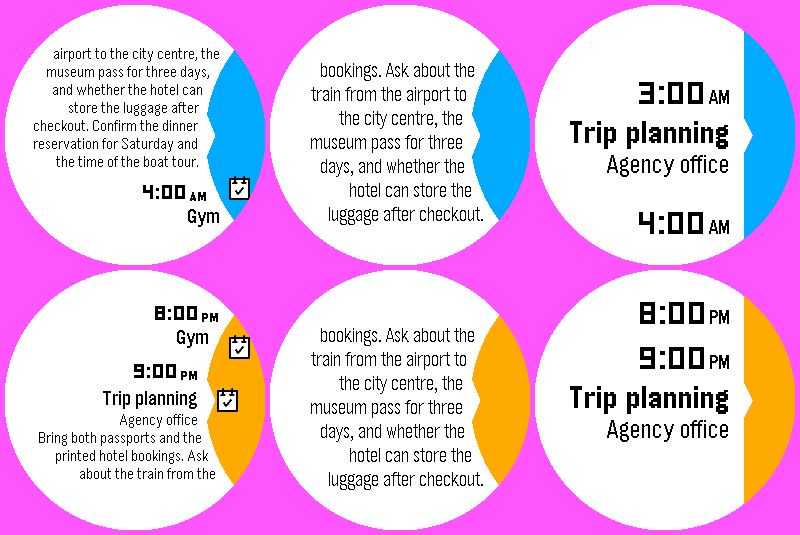 airport to the city centre, the
museum pass for three days,
and whether the hotel can
store the luggage after
checkout. Confirm the dinner
reservation for Saturday and
the time of the boat tour.
4:00 AM
Gym
bookings. Ask about the
train from the airport to
the city centre, the
museum pass for three
days, and whether the
hotel can store the
luggage after checkout.
3:00 AM
Trip planning
Agency office
4:00 AM
8:00 PM
Gym
9:00 PM
Trip planning
Agency office
Bring both passports and the
printed hotel bookings. Ask
about the train from the
bookings. Ask about the
train from the airport to
the city centre, the
museum pass for three
days, and whether the
hotel can store the
luggage after checkout.
8:00 PM
9:00 PM
Trip planning
Agency office